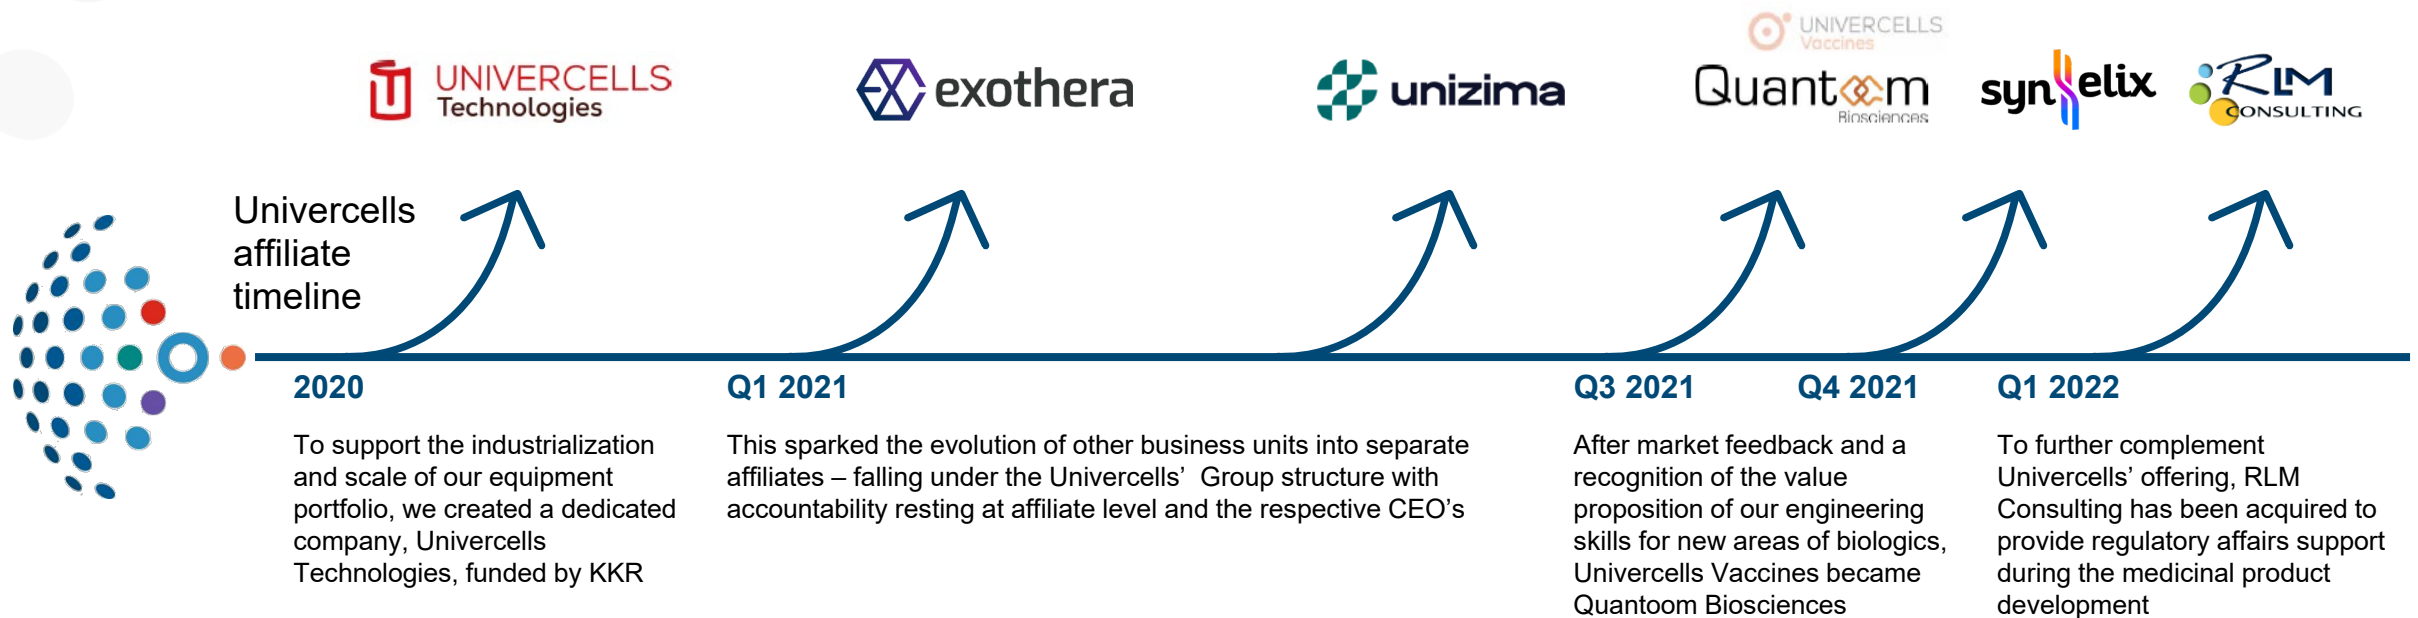 UNIVERCELLS
Technologies
exothera
unizima
UNIVERCELLS
Vaccines
Quantoom
Biosciences
synhelix
RLM
CONSULTING
Univercells
affiliate
timeline
2020
To support the industrialization
and scale of our equipment
portfolio, we created a dedicated
company, Univercells
Technologies, funded by KKR
Q1 2021
This sparked the evolution of other business units into separate
affiliates – falling under the Univercells’ Group structure with
accountability resting at affiliate level and the respective CEO’s
Q3 2021
Q4 2021
After market feedback and a
recognition of the value
proposition of our engineering
skills for new areas of biologics,
Univercells Vaccines became
Quantoom Biosciences
Q1 2022
To further complement
Univercells’ offering, RLM
Consulting has been acquired to
provide regulatory affairs support
during the medicinal product
development